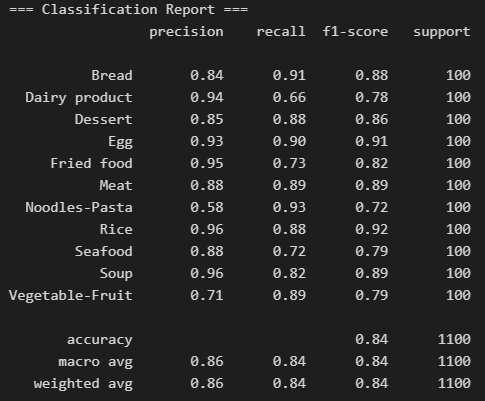 === Classification Report ===
precision recall f1-score support
Bread 0.84 0.91 0.88 100
Dairy product 0.94 0.66 0.78 100
Dessert 0.85 0.88 0.86 100
Egg 0.93 0.90 0.91 100
Fried food 0.95 0.73 0.82 100
Meat 0.88 0.89 0.89 100
Noodles-Pasta 0.58 0.93 0.72 100
Rice 0.96 0.88 0.92 100
Seafood 0.88 0.72 0.79 100
Soup 0.96 0.82 0.89 100
Vegetable-Fruit 0.71 0.89 0.79 100
accuracy 0.84 1100
macro avg 0.86 0.84 0.84 1100
weighted avg 0.86 0.84 0.84 1100